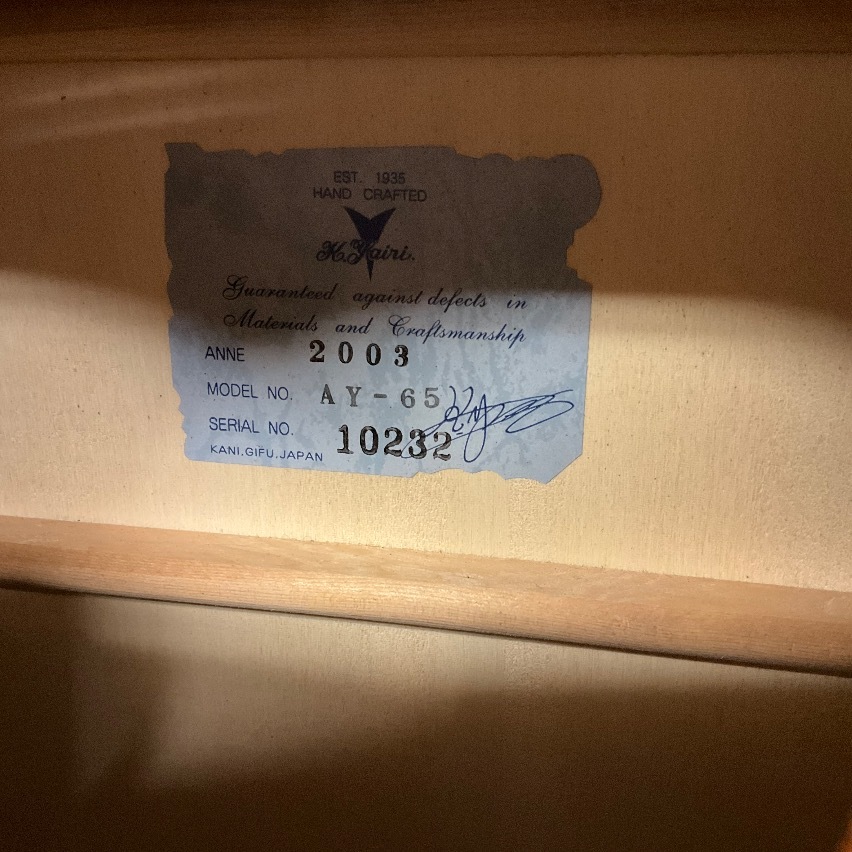 EST. 1935
HAND CRAFTED
K.Yairi.
Guaranteed against defects in
Materials and Craftsmanship
ANNE 2003
MODEL NO. AY-65
SERIAL NO. 10232
KANI.GIFU.JAPAN